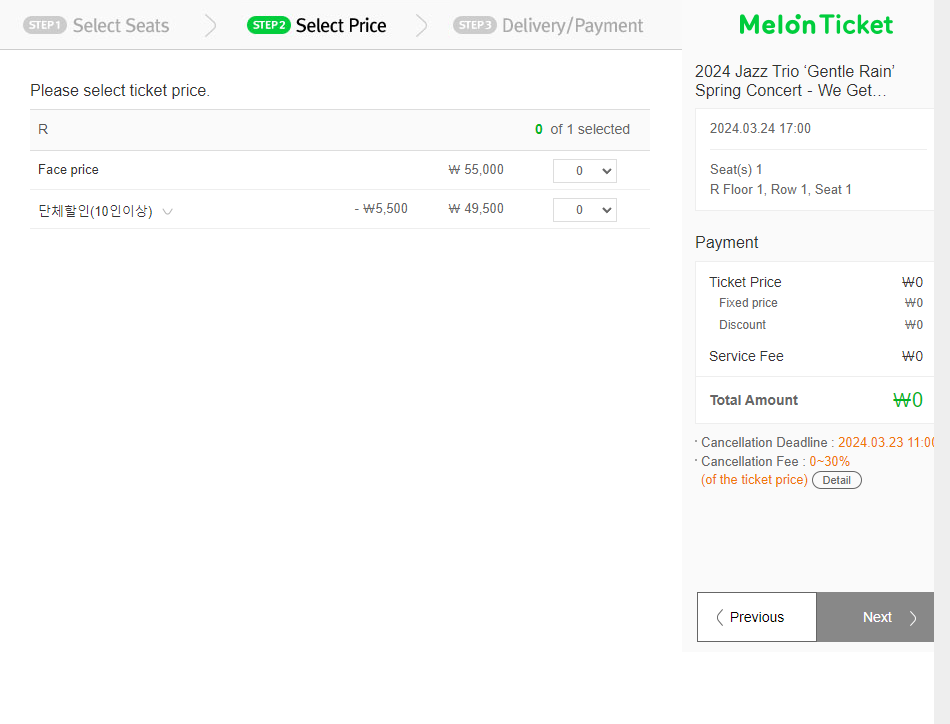 STEP1 Select Seats
STEP2 Select Price
STEP3 Delivery/Payment
Please select ticket price.
R 0 of 1 selected
Face price ₩ 55,000 0
단체할인(10인이상) - ₩5,500 ₩ 49,500 0
Melon Ticket
2024 Jazz Trio ‘Gentle Rain’
Spring Concert - We Get…
2024.03.24 17:00
Seat(s) 1
R Floor 1, Row 1, Seat 1
Payment
Ticket Price ₩0
Fixed price ₩0
Discount ₩0
Service Fee ₩0
Total Amount ₩0
· Cancellation Deadline : 2024.03.23 11:00
· Cancellation Fee : 0~30%
(of the ticket price) Detail
Previous
Next